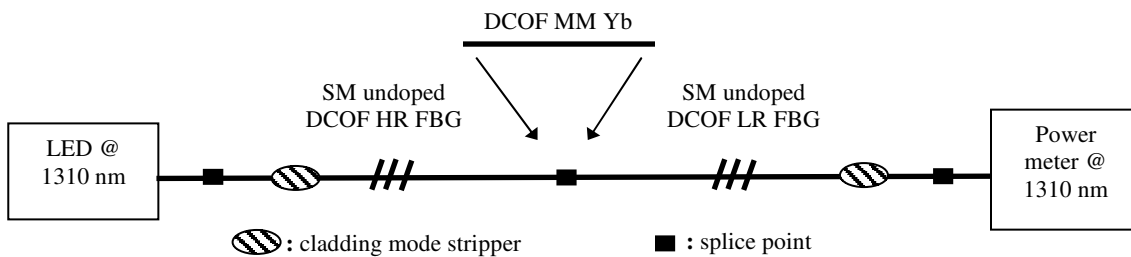 DCOF MM Yb
SM undoped
DCOF HR FBG
SM undoped
DCOF LR FBG
LED @
1310 nm
Power
meter @
1310 nm
: cladding mode stripper
: splice point